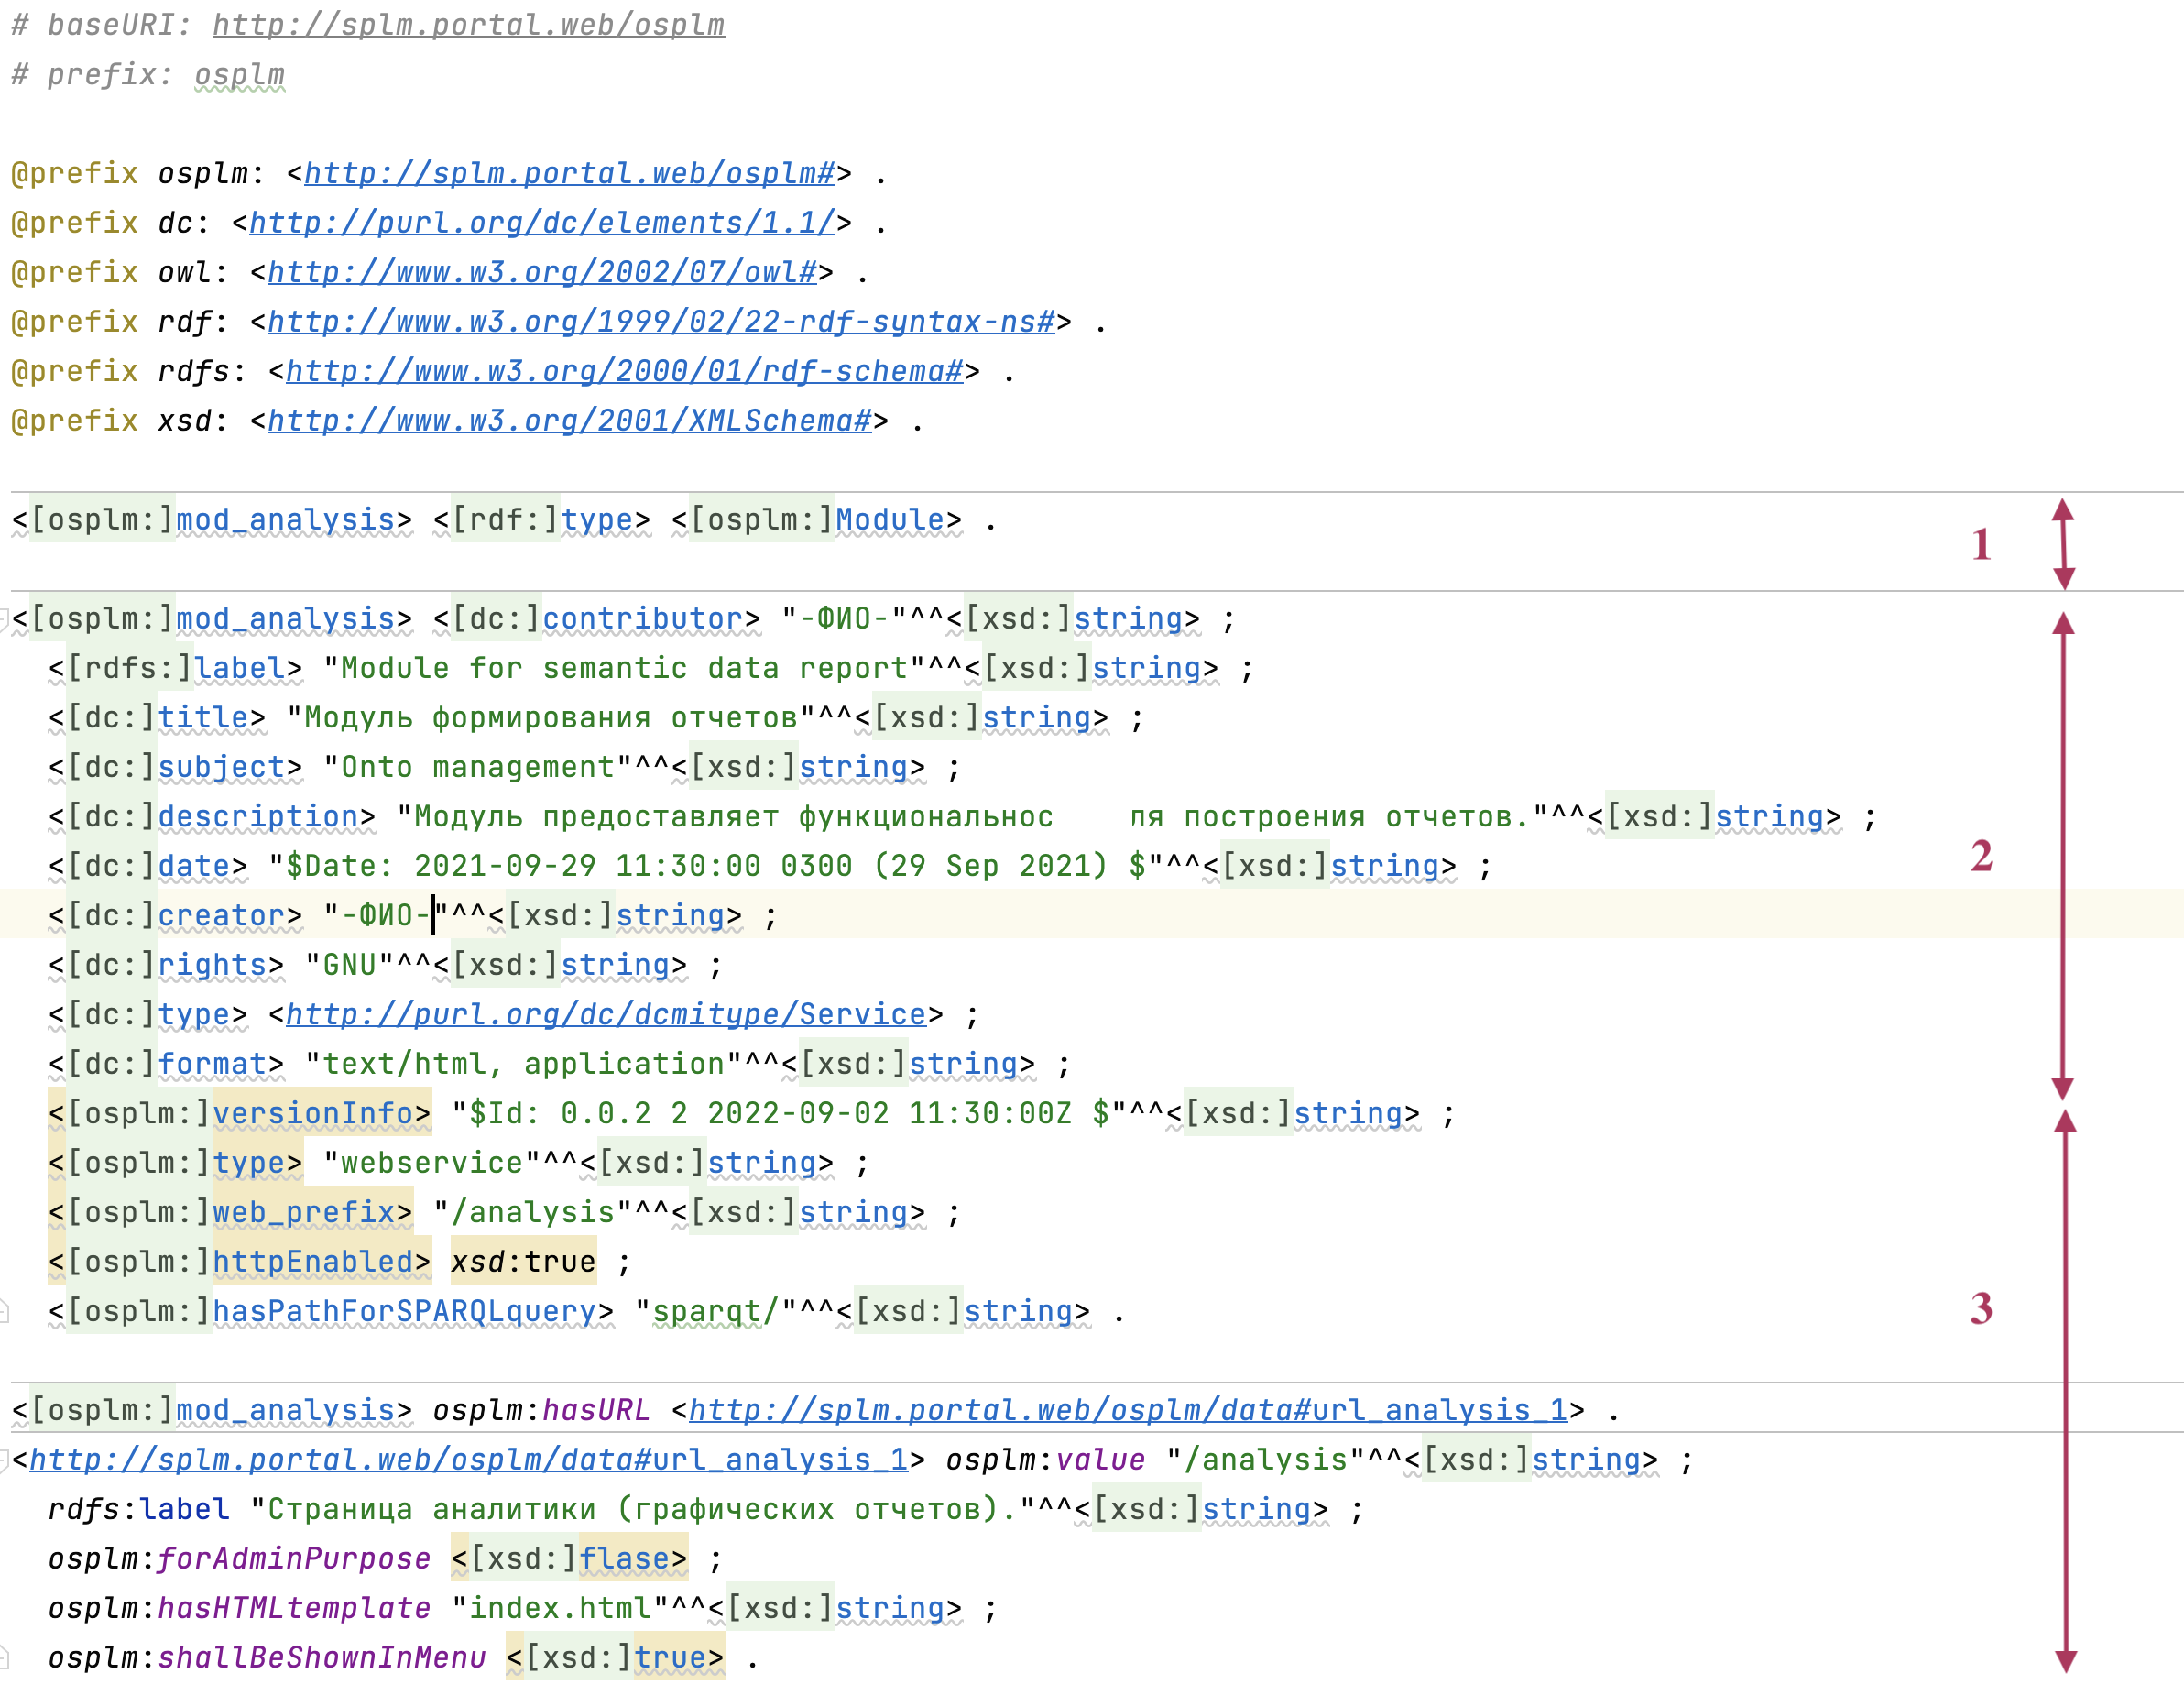 # baseURI: http://splm.portal.web/osplm
# prefix: osplm
@prefix osplm: <http://splm.portal.web/osplm#> .
@prefix dc: <http://purl.org/dc/elements/1.1/> .
@prefix owl: <http://www.w3.org/2002/07/owl#> .
@prefix rdf: <http://www.w3.org/1999/02/22-rdf-syntax-ns#> .
@prefix rdfs: <http://www.w3.org/2000/01/rdf-schema#> .
@prefix xsd: <http://www.w3.org/2001/XMLSchema#> .
<[osplm:]mod_analysis> <[rdf:]type> <[osplm:]Module> .
1
<[osplm:]mod_analysis> <[dc:]contributor> "-ФИО-"^^<[xsd:]string> ;
<[rdfs:]label> "Module for semantic data report"^^<[xsd:]string> ;
<[dc:]title> "Модуль формирования отчетов"^^<[xsd:]string> ;
<[dc:]subject> "Onto management"^^<[xsd:]string> ;
<[dc:]description> "Модуль предоставляет построения отчетов."^^<[xsd:]string> ;
<[dc:]date> "$Date: 2021-09-29 11:30:00 0300 (29 Sep 2021) $"^^<[xsd:]string> ;
2
<[dc:]creator> "-ФИО-"^^<[xsd:]string> ;
<[dc:]rights> "GNU"^^<[xsd:]string> ;
<[dc:]type> <http://purl.org/dc/dcmitype/Service> ;
<[dc:]format> "text/html, application"^^<[xsd:]string> ;
<[osplm:]versionInfo> "$Id: 0.0.2 2 2022-09-02 11:30:00Z $"^^<[xsd:]string> ;
<[osplm:]type> "webservice"^^<[xsd:]string> ;
<[osplm:]web_prefix> "/analysis"^^<[xsd:]string> ;
<[osplm:]httpEnabled> xsd:true ;
<[osplm:]hasPathForSPARQLquery> "sparqt/"^^<[xsd:]string> .
3
<[osplm:]mod_analysis> osplm:hasURL <http://splm.portal.web/osplm/data#url_analysis_1> .
<http://splm.portal.web/osplm/data#url_analysis_1> osplm:value "/analysis"^^<[xsd:]string> ;
rdfs:label "Страница аналитики (графических отчетов)."^^<[xsd:]string> ;
osplm:forAdminPurpose <[xsd:]flase> ;
osplm:hasHTMLtemplate "index.html"^^<[xsd:]string> ;
osplm:shallBeShownInMenu <[xsd:]true> .